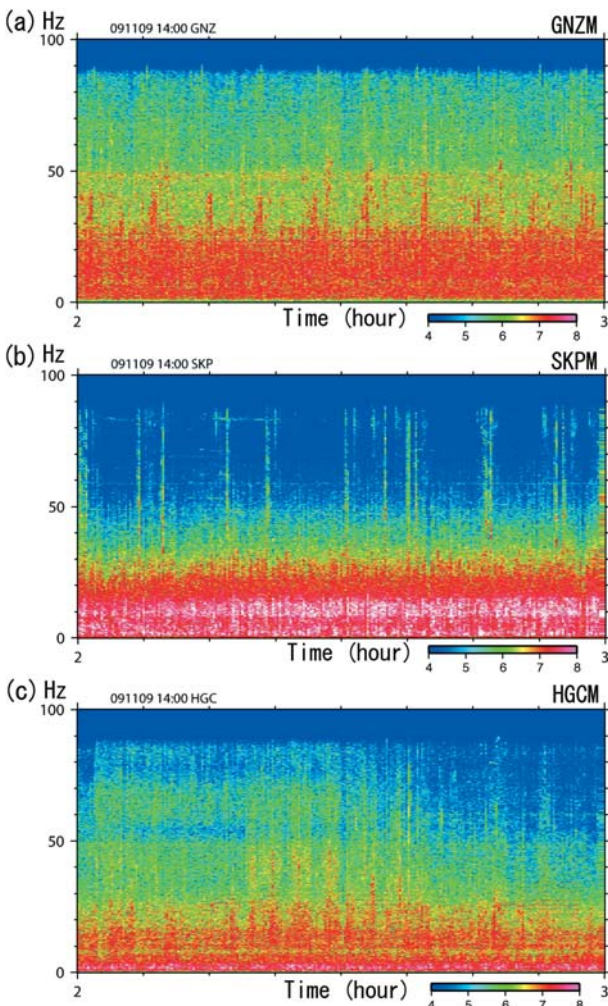 (a) Hz 091109 14:00 GNZ GNZM
100
50
0
2 Time (hour) 3
4 5 6 7 8
(b) Hz 091109 14:00 SKP SKPM
100
50
0
2 Time (hour) 3
4 5 6 7 8
(c) Hz 091109 14:00 HGC HGCM
100
50
0
2 Time (hour) 3
4 5 6 7 8